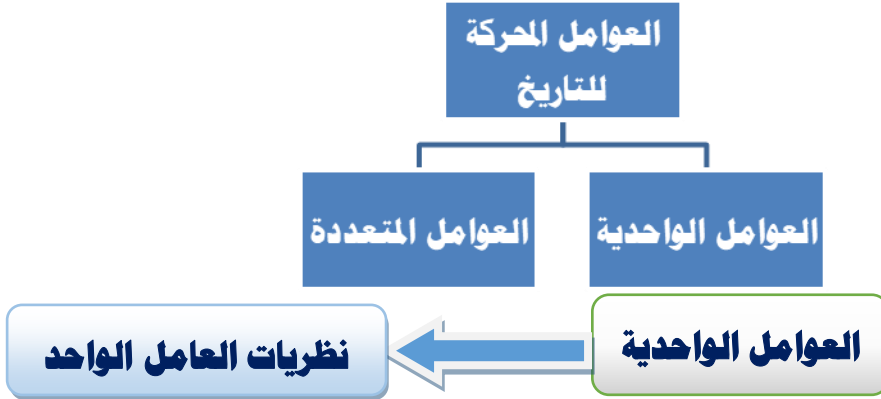 العوامل المحركة
للتاريخ
العوامل الواحدية
العوامل المتعددة
العوامل الواحدية
نظريات العامل الواحد